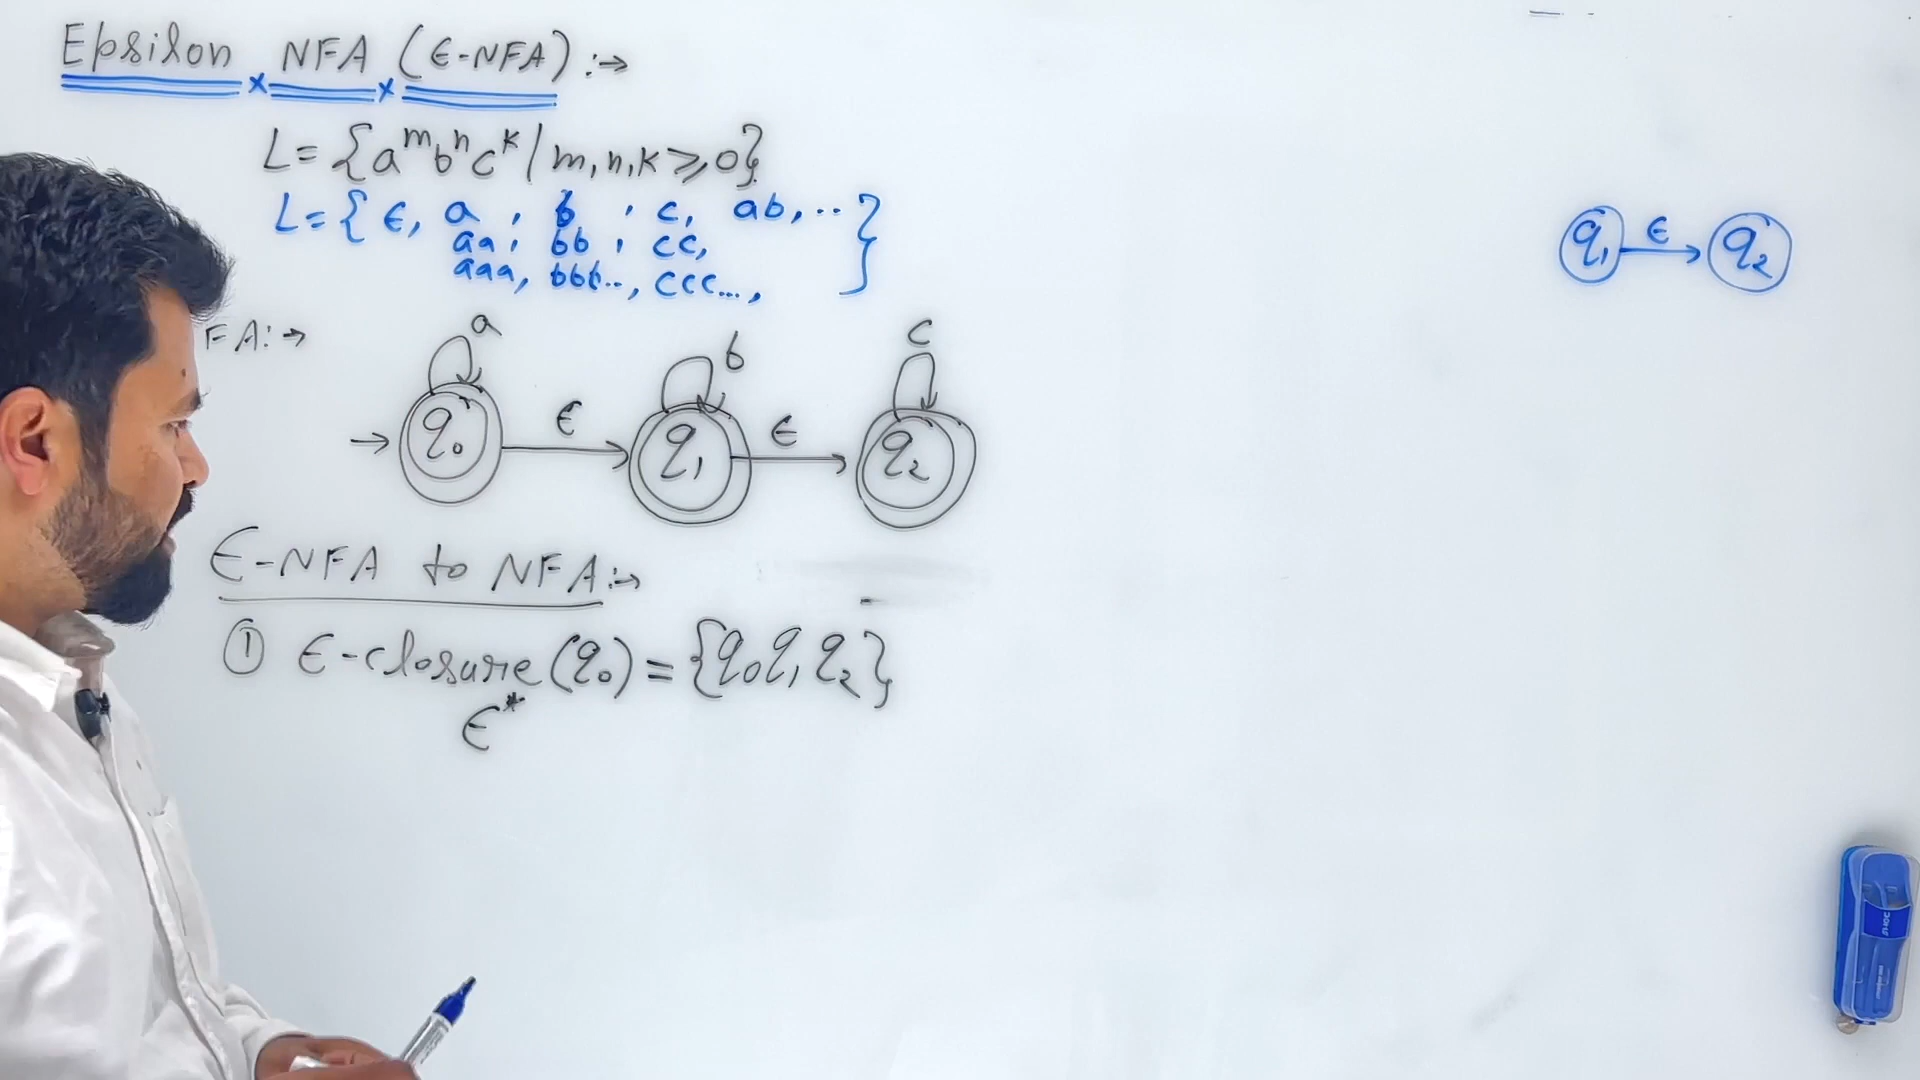 Epsilon NFA (ϵ-NFA) :→
L = {aᵐbⁿcᵏ / m, n, k ⩾ 0}
L = { ϵ, a , b , c, ab, .. }
aa, bb, cc,
aaa, bbb.., ccc...,
q₁ ϵ q₂
FA:→
a b c
→ q₀ ϵ q₁ ϵ q₂
ϵ-NFA to NFA:→
① ϵ-closure(q₀) = {q₀ q₁ q₂}
ϵ*